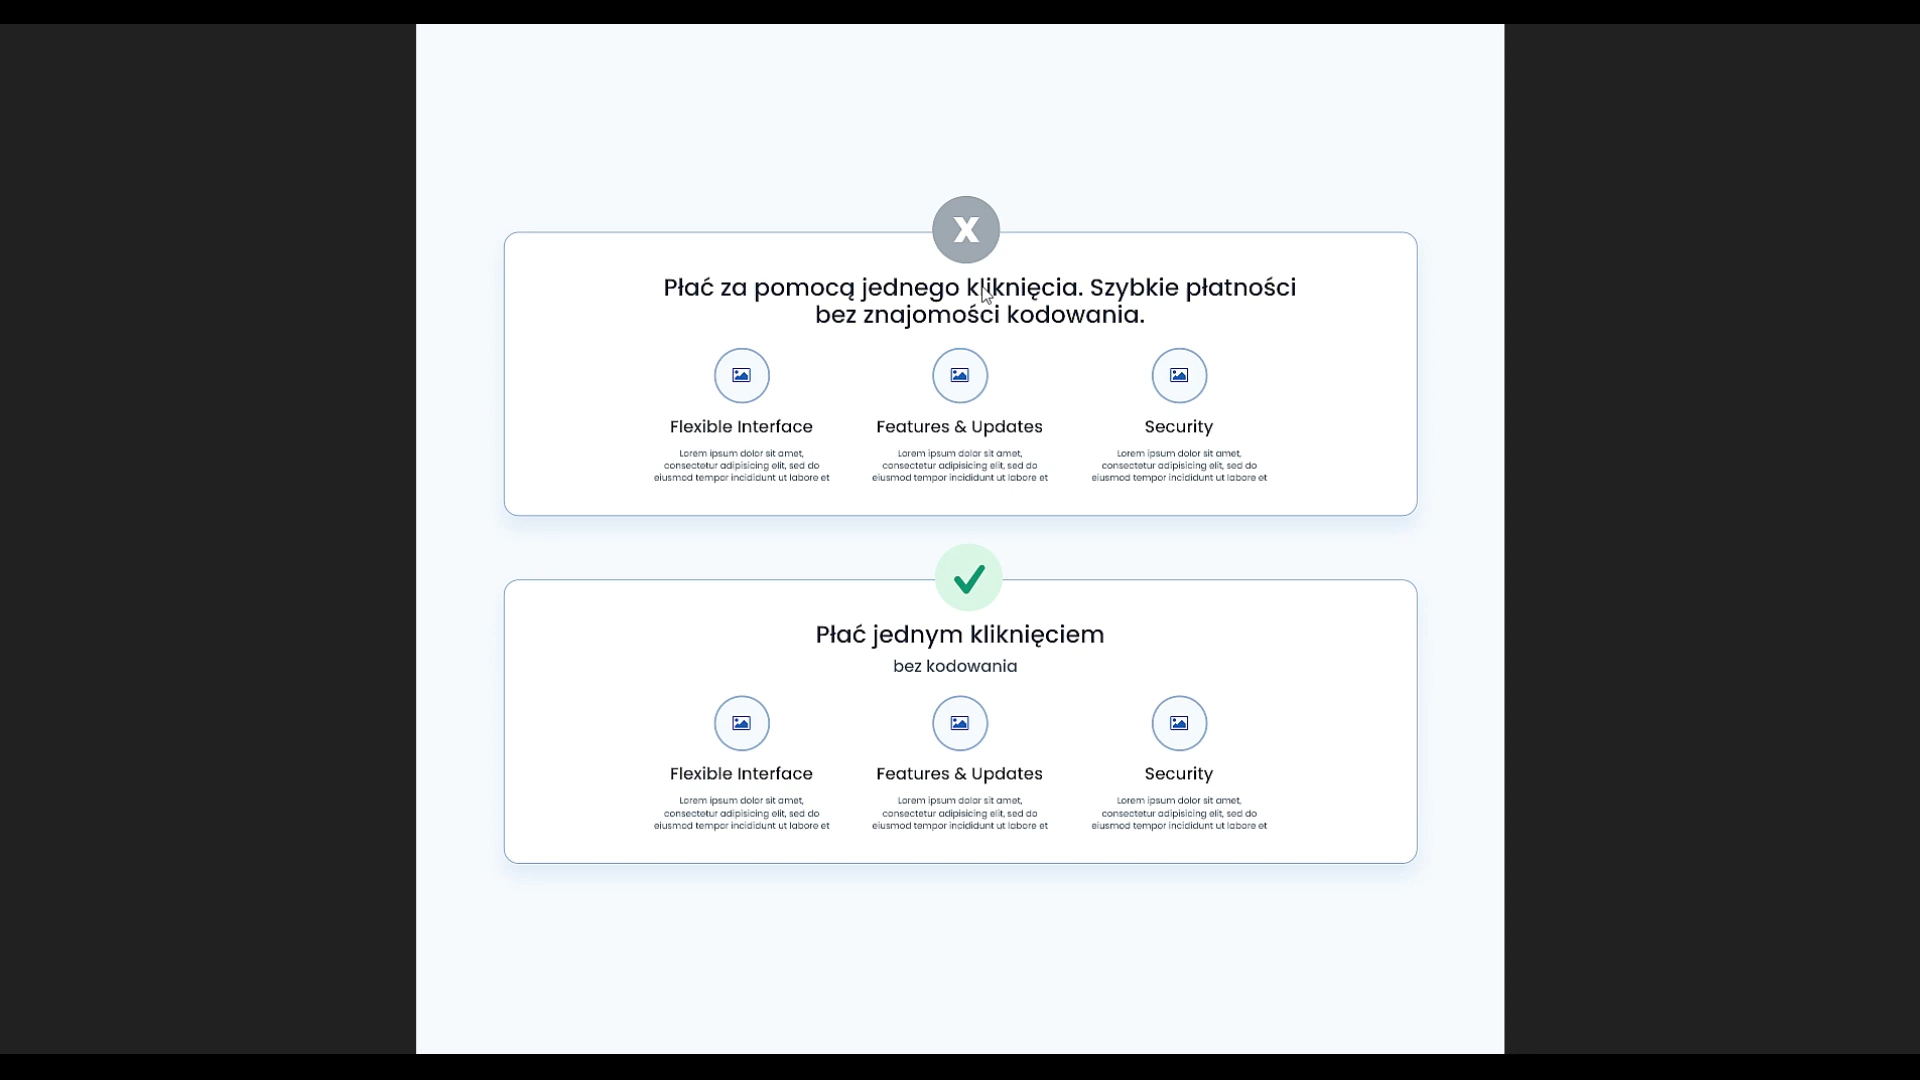 X
Płać za pomocą jednego kliknięcia. Szybkie płatności
bez znajomości kodowania.
Flexible Interface
Features & Updates
Security
Lorem ipsum dolor sit amet,
consectetur adipisicing elit, sed do
eiusmod tempor incididunt ut labore et
Lorem ipsum dolor sit amet,
consectetur adipisicing elit, sed do
eiusmod tempor incididunt ut labore et
Lorem ipsum dolor sit amet,
consectetur adipisicing elit, sed do
eiusmod tempor incididunt ut labore et
Płać jednym kliknięciem
bez kodowania
Flexible Interface
Features & Updates
Security
Lorem ipsum dolor sit amet,
consectetur adipisicing elit, sed do
eiusmod tempor incididunt ut labore et
Lorem ipsum dolor sit amet,
consectetur adipisicing elit, sed do
eiusmod tempor incididunt ut labore et
Lorem ipsum dolor sit amet,
consectetur adipisicing elit, sed do
eiusmod tempor incididunt ut labore et